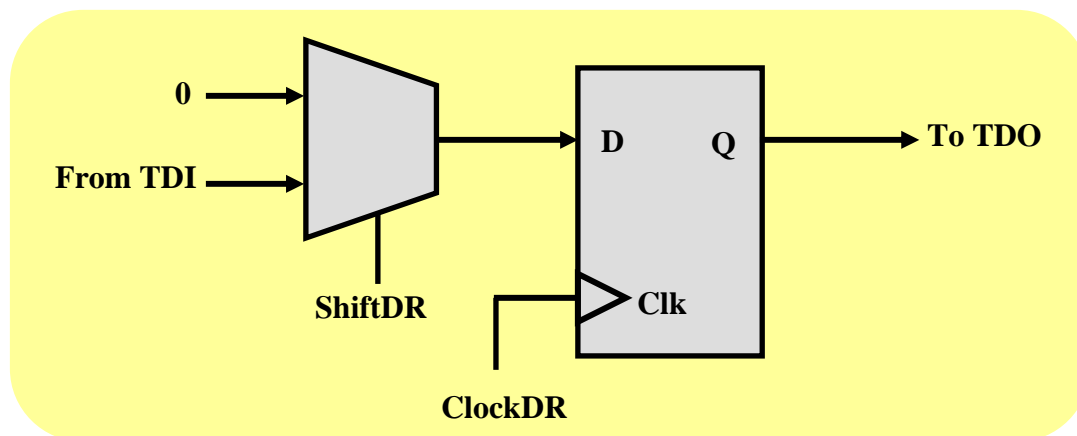 0
From TDI
ShiftDR
ClockDR
D
Q
Clk
To TDO